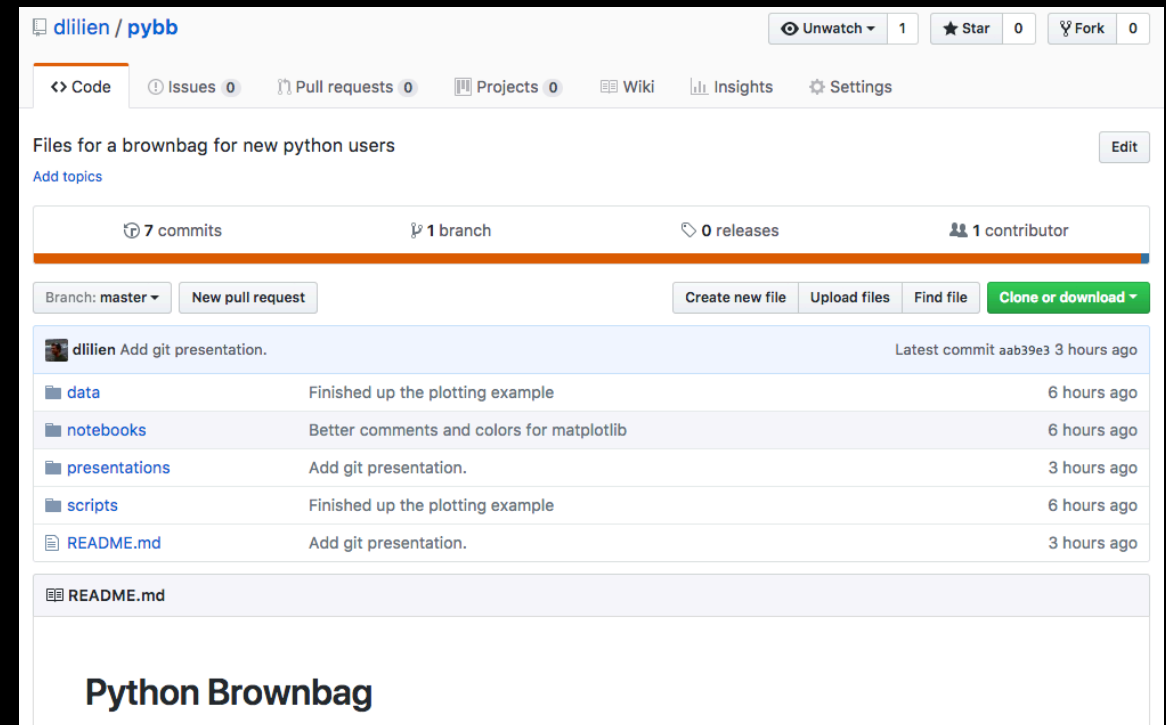 dlilien / pybb Unwatch 1 Star 0 Fork 0
Code Issues 0 Pull requests 0 Projects 0 Wiki Insights Settings
Files for a brownbag for new python users Edit
Add topics
7 commits 1 branch 0 releases 1 contributor
Branch: master New pull request Create new file Upload files Find file Clone or download
dlilien Add git presentation. Latest commit aab39e3 3 hours ago
data Finished up the plotting example 6 hours ago
notebooks Better comments and colors for matplotlib 6 hours ago
presentations Add git presentation. 3 hours ago
scripts Finished up the plotting example 6 hours ago
README.md Add git presentation. 3 hours ago
README.md
Python Brownbag